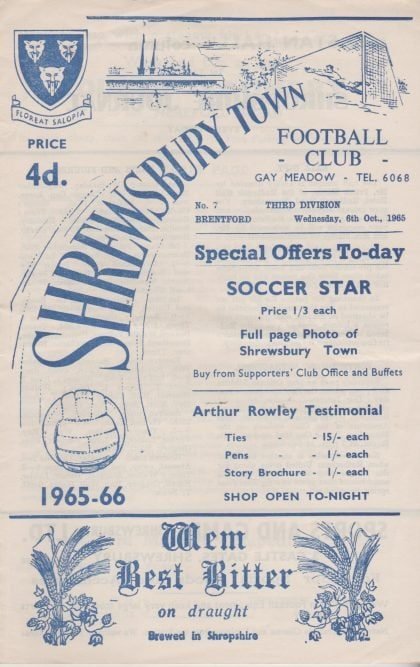 FLOREAT SALOPIA
PRICE
4d.
SHREWSBURY TOWN
FOOTBALL
- CLUB -
GAY MEADOW - TEL. 6068
No. 7 THIRD DIVISION
BRENTFORD Wednesday, 6th Oct., 1965
Special Offers To-day
SOCCER STAR
Price 1/3 each
Full page Photo of
Shrewsbury Town
Buy from Supporters' Club Office and Buffets
Arthur Rowley Testimonial
Ties - - 15/- each
Pens - - 1/- each
Story Brochure - 1/- each
SHOP OPEN TO-NIGHT
1965-66
Wem
Best Bitter
on draught
Brewed in Shropshire